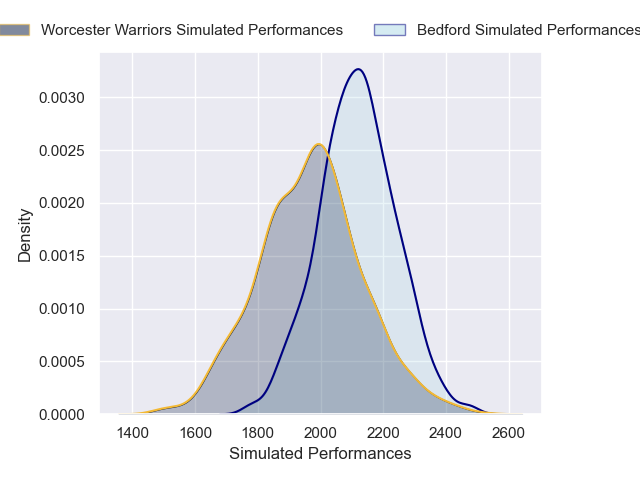 Worcester Warriors Simulated Performances
Bedford Simulated Performances
0.0030
0.0025
0.0020
0.0015
0.0010
0.0005
0.0000
Density
1400 1600 1800 2000 2200 2400 2600
Simulated Performances